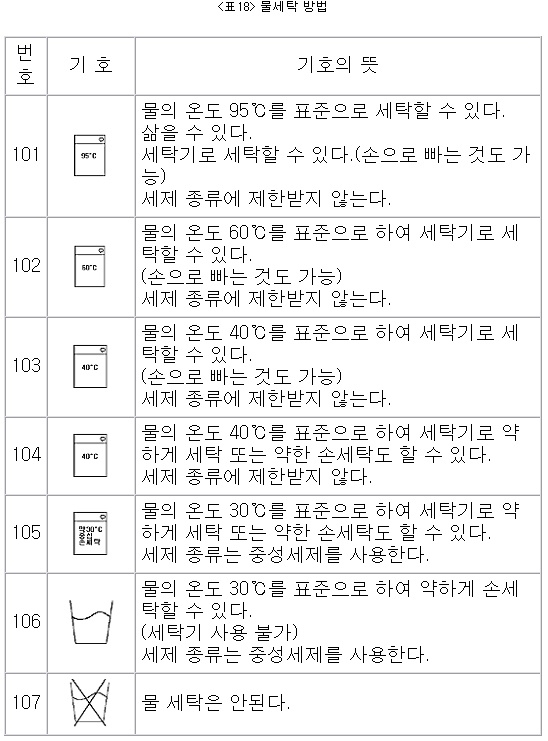 <표18> 물세탁 방법
번호 기 호 기호의 뜻
101 95℃ 물의 온도 95℃를 표준으로 세탁할 수 있다.
삶을 수 있다.
세탁기로 세탁할 수 있다.(손으로 빠는 것도 가
능)
세제 종류에 제한받지 않는다.
102 60℃ 물의 온도 60℃를 표준으로 하여 세탁기로 세
탁할 수 있다.
(손으로 빠는 것도 가능)
세제 종류에 제한받지 않는다.
103 40℃ 물의 온도 40℃를 표준으로 하여 세탁기로 세
탁할 수 있다.
(손으로 빠는 것도 가능)
세제 종류에 제한받지 않는다.
104 40℃ 물의 온도 40℃를 표준으로 하여 세탁기로 약
하게 세탁 또는 약한 손세탁도 할 수 있다.
세제 종류에 제한받지 않다.
105 약30℃ 물의 온도 30℃를 표준으로 하여 세탁기로 약
하게 세탁 또는 약한 손세탁도 할 수 있다.
세제 종류는 중성세제를 사용한다.
106 물의 온도 30℃를 표준으로 하여 약하게 손세
탁할 수 있다.
(세탁기 사용 불가)
세제 종류는 중성세제를 사용한다.
107 물 세탁은 안된다.